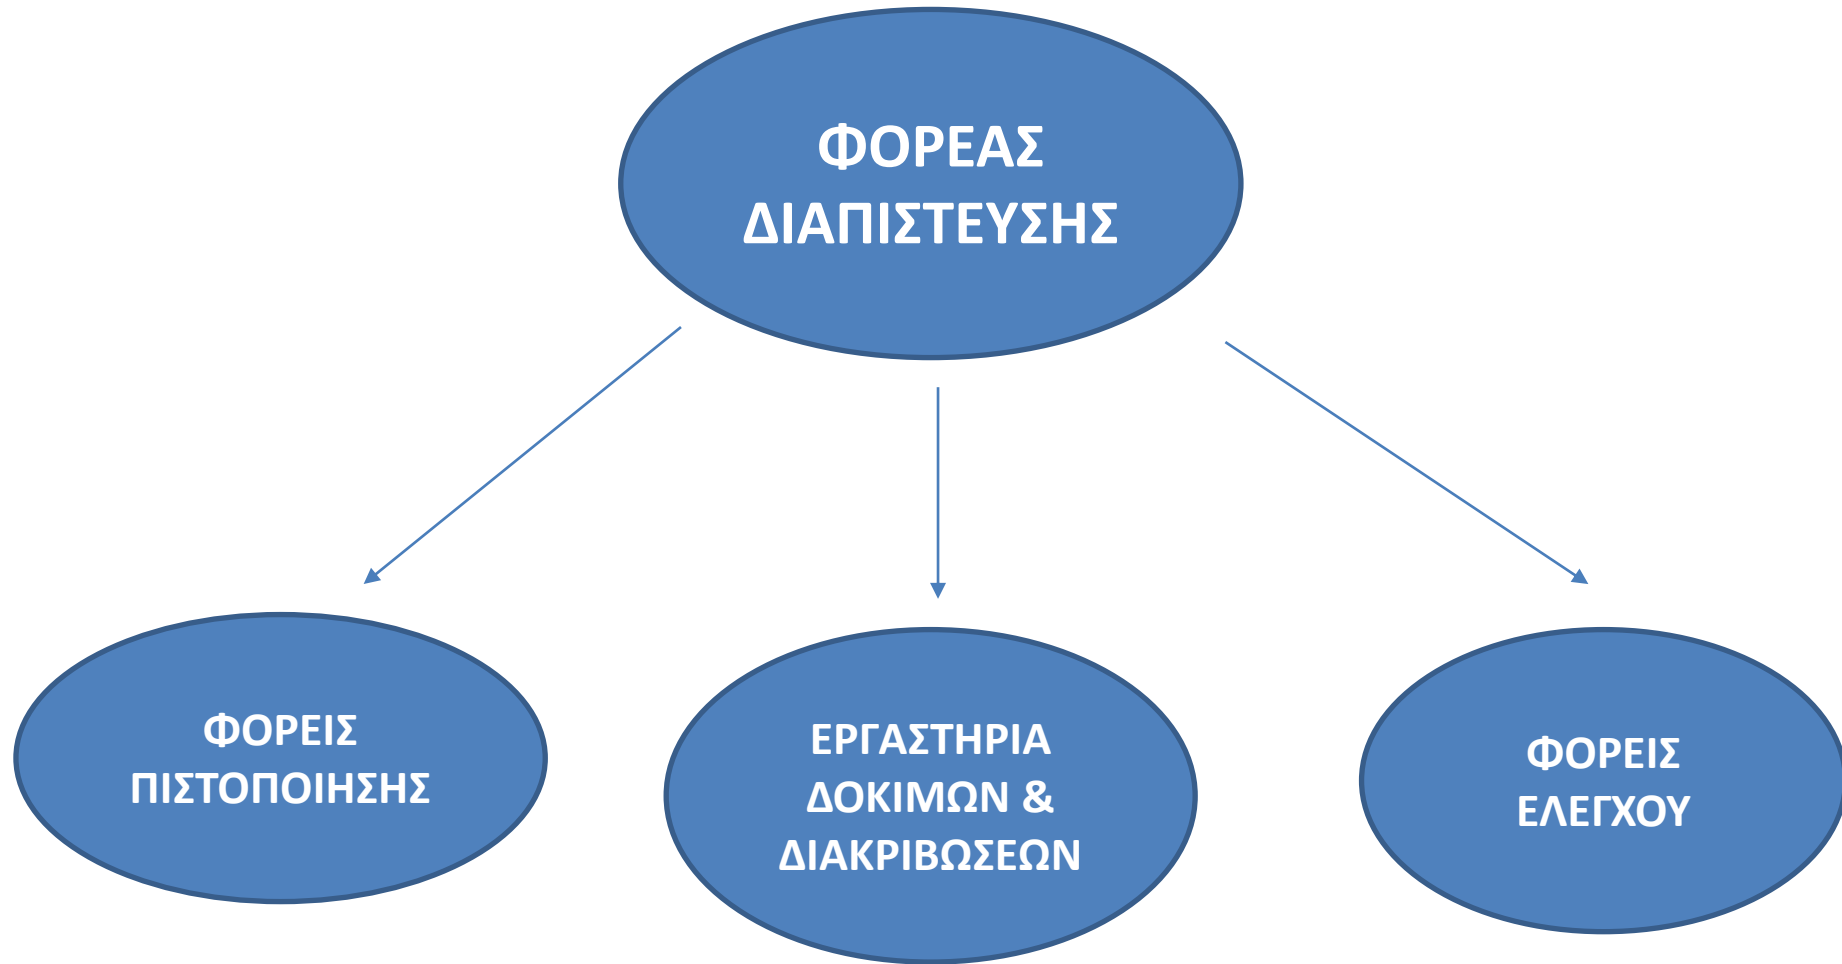 ΦΟΡΕΑΣ
ΔΙΑΠΙΣΤΕΥΣΗΣ
ΦΟΡΕΙΣ
ΠΙΣΤΟΠΟΙΗΣΗΣ
ΕΡΓΑΣΤΗΡΙΑ
ΔΟΚΙΜΩΝ &
ΔΙΑΚΡΙΒΩΣΕΩΝ
ΦΟΡΕΙΣ
ΕΛΕΓΧΟΥ